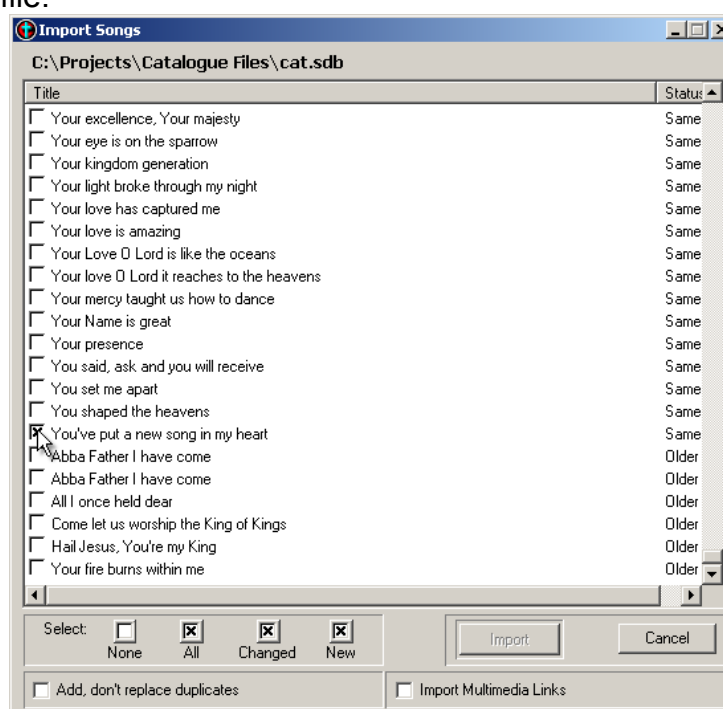 file.
Import Songs
C:\Projects\Catalogue Files\cat.sdb
Title Status
Your excellence, Your majesty Same
Your eye is on the sparrow Same
Your kingdom generation Same
Your light broke through my night Same
Your love has captured me Same
Your love is amazing Same
Your Love O Lord is like the oceans Same
Your love O Lord it reaches to the heavens Same
Your mercy taught us how to dance Same
Your Name is great Same
Your presence Same
You said, ask and you will receive Same
You set me apart Same
You shaped the heavens Same
You've put a new song in my heart Same
Abba Father I have come Older
Abba Father I have come Older
All I once held dear Older
Come let us worship the King of Kings Older
Hail Jesus, You're my King Older
Your fire burns within me Older
Select: None All Changed New Import Cancel
Add, don't replace duplicates Import Multimedia Links